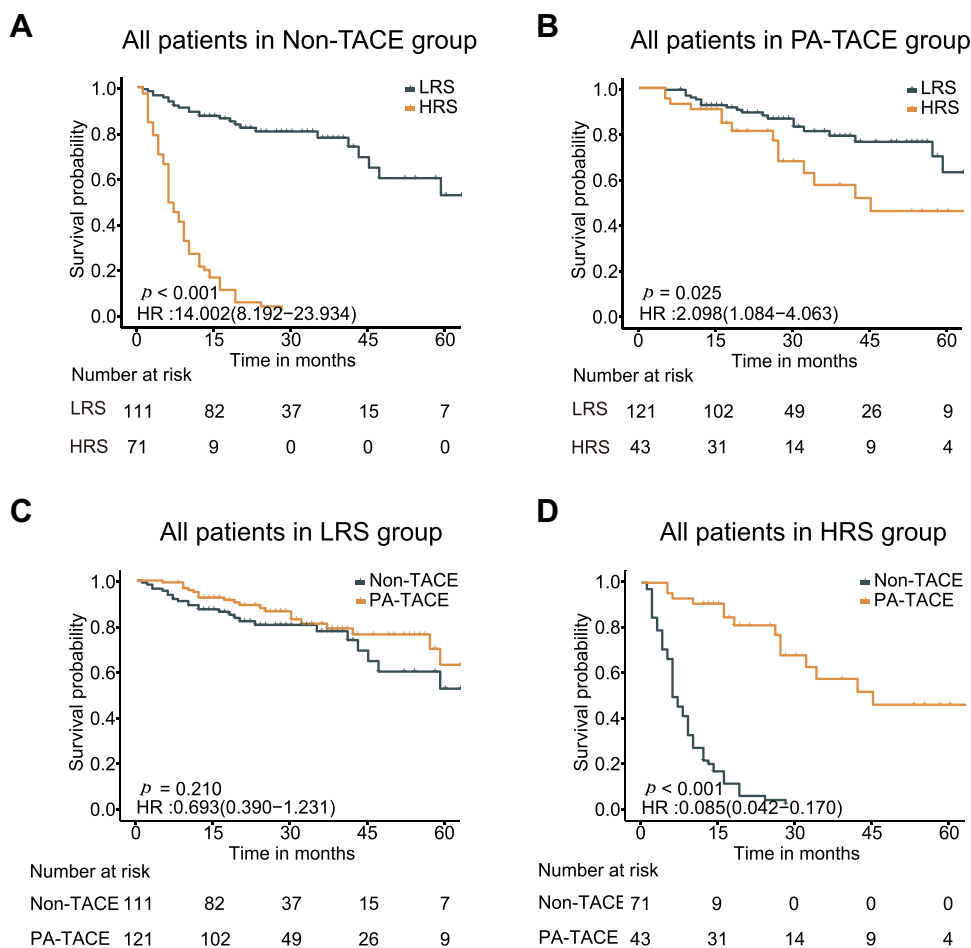 A
All patients in Non-TACE group
LRS
HRS
Survival probability
1.0
0.8
0.6
0.4
0.2
0.0
p < 0.001
HR :14.002(8.192−23.934)
0 15 30 45 60
Time in months
Number at risk
LRS 111 82 37 15 7
HRS 71 9 0 0 0
B
All patients in PA-TACE group
LRS
HRS
Survival probability
1.0
0.8
0.6
0.4
0.2
0.0
p = 0.025
HR :2.098(1.084−4.063)
0 15 30 45 60
Time in months
Number at risk
LRS 121 102 49 26 9
HRS 43 31 14 9 4
C
All patients in LRS group
Non-TACE
PA-TACE
Survival probability
1.0
0.8
0.6
0.4
0.2
0.0
p = 0.210
HR :0.693(0.390−1.231)
0 15 30 45 60
Time in months
Number at risk
Non-TACE 111 82 37 15 7
PA-TACE 121 102 49 26 9
D
All patients in HRS group
Non-TACE
PA-TACE
Survival probability
1.0
0.8
0.6
0.4
0.2
0.0
p < 0.001
HR :0.085(0.042−0.170)
0 15 30 45 60
Time in months
Number at risk
Non-TACE 71 9 0 0 0
PA-TACE 43 31 14 9 4